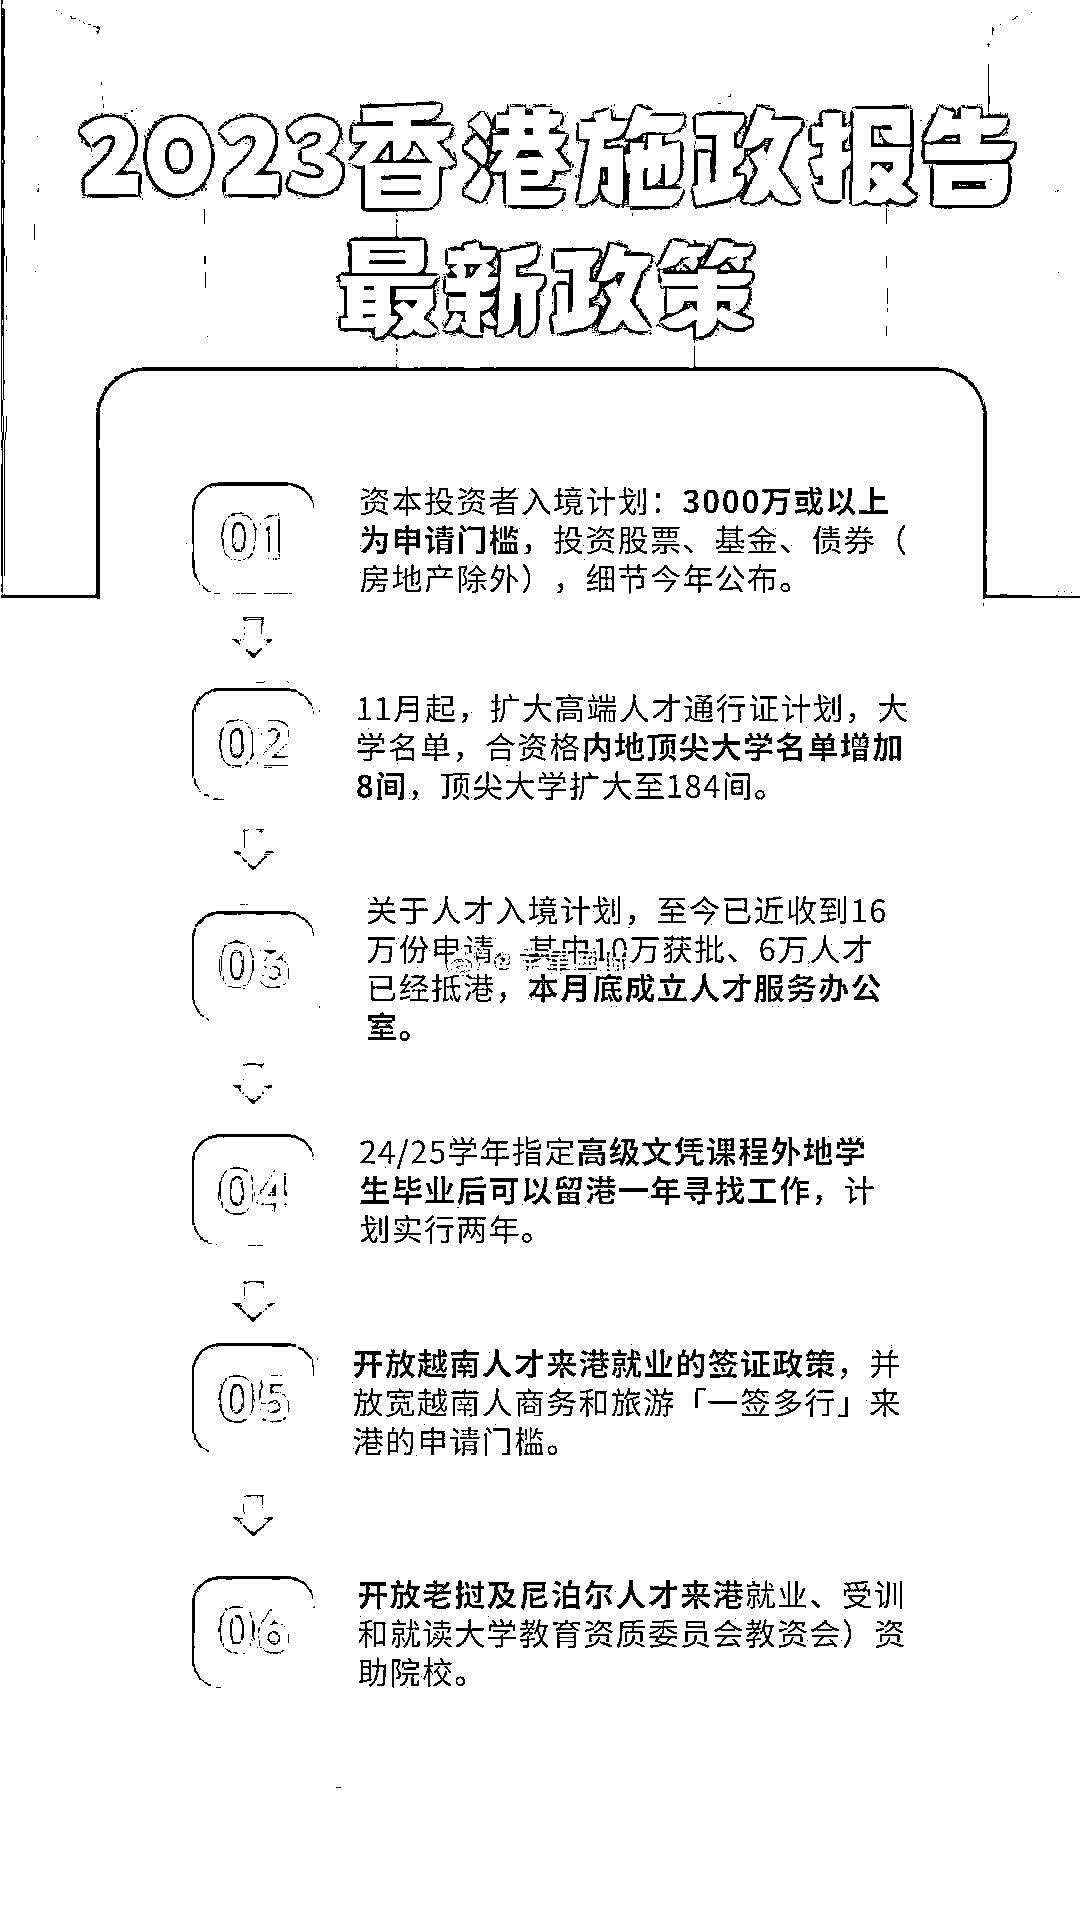 2023香港施政报告
最新政策
01
资本投资者入境计划：3000万或以上
为申请门槛，投资股票、基金、债券（
房地产除外），细节今年公布。
02
11月起，扩大高端人才通行证计划，大
学名单，合资格内地顶尖大学名单增加
8间，顶尖大学扩大至184间。
03
关于人才入境计划，至今已近收到16
万份申请。其中10万获批、6万人才
已经抵港，本月底成立人才服务办公
室。
04
24/25学年指定高级文凭课程外地学
生毕业后可以留港一年寻找工作，计
划实行两年。
05
开放越南人才来港就业的签证政策，并
放宽越南人商务和旅游「一签多行」来
港的申请门槛。
06
开放老挝及尼泊尔人才来港就业、受训
和就读大学教育资质委员会教资会）资
助院校。